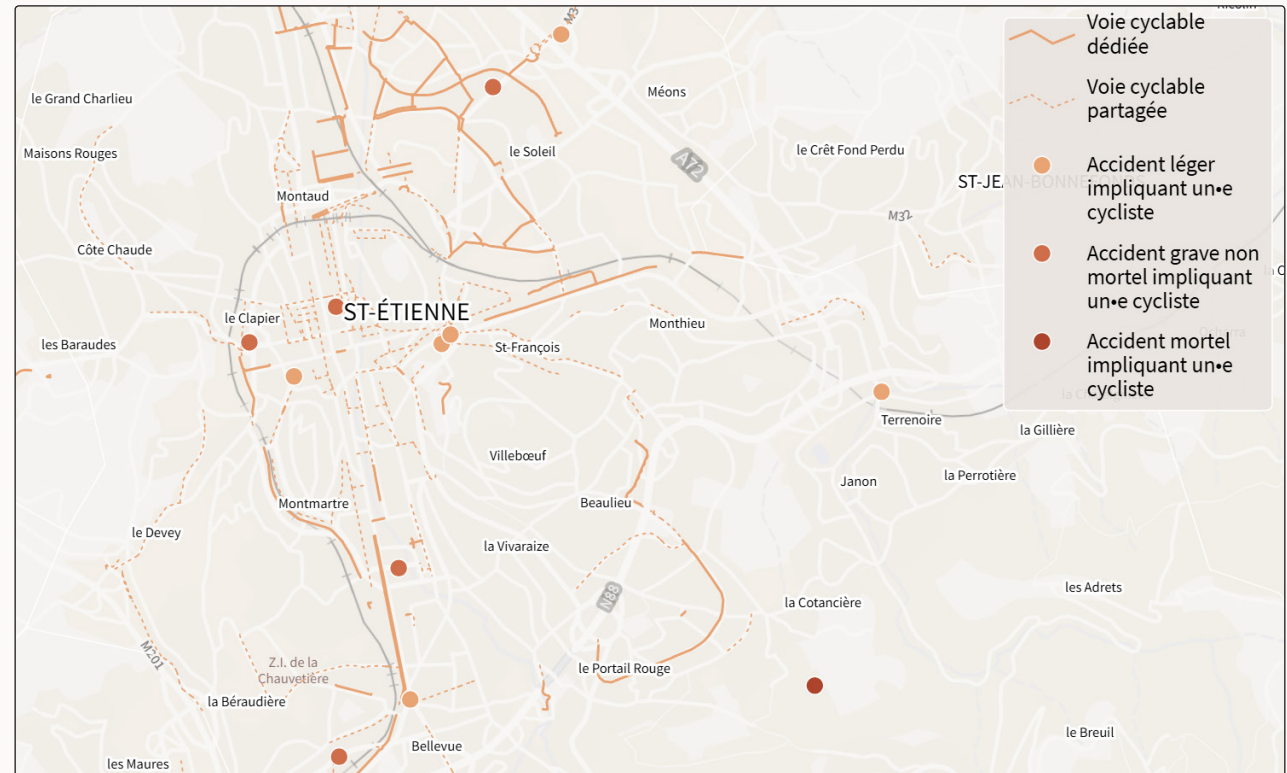 Ricolin
M3
Voie cyclable
dédiée
le Grand Charlieu
Méons
Voie cyclable
partagée
Maisons Rouges
le Soleil
A72
le Crêt Fond Perdu
Accident léger
impliquant un•e
cycliste
Montaud
ST-JEAN-BONNEFONDS
M32
Côte Chaude
Accident grave non
mortel impliquant
un•e cycliste
le Clapier
ST-ÉTIENNE
Monthieu
les Baraudes
St-François
Accident mortel
impliquant un•e
cycliste
Terrenoire
la Gillière
Villebœuf
Janon
la Perrotière
Montmartre
Beaulieu
le Devey
la Vivaraize
N88
la Cotancière
les Adrets
M201
Z.I. de la
Chauvetière
le Portail Rouge
la Béraudière
Bellevue
le Breuil
les Maures